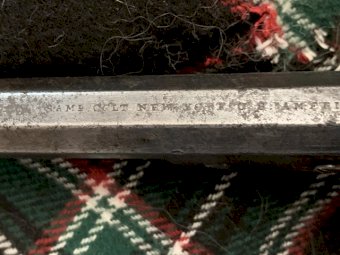 SAML COLT NEW YORK U.S. AMERI